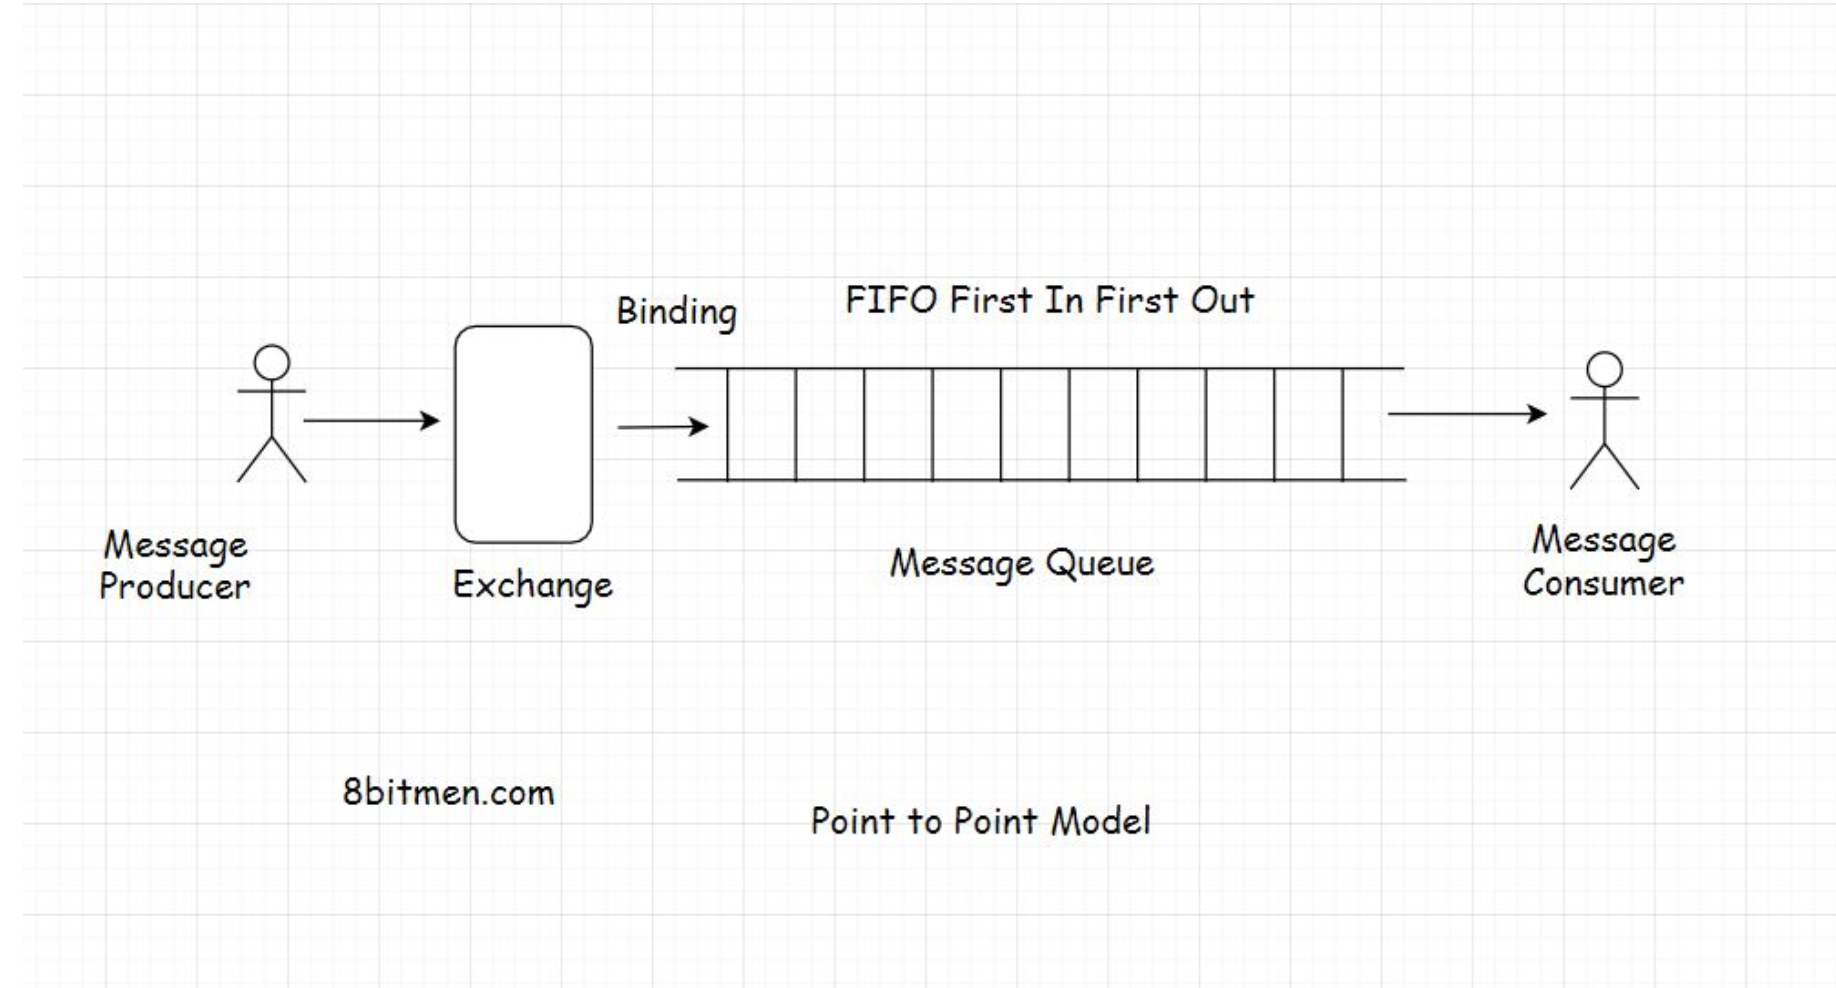 Binding
FIFO First In First Out
Message
Producer
Exchange
Message Queue
Message
Consumer
8bitmen.com
Point to Point Model